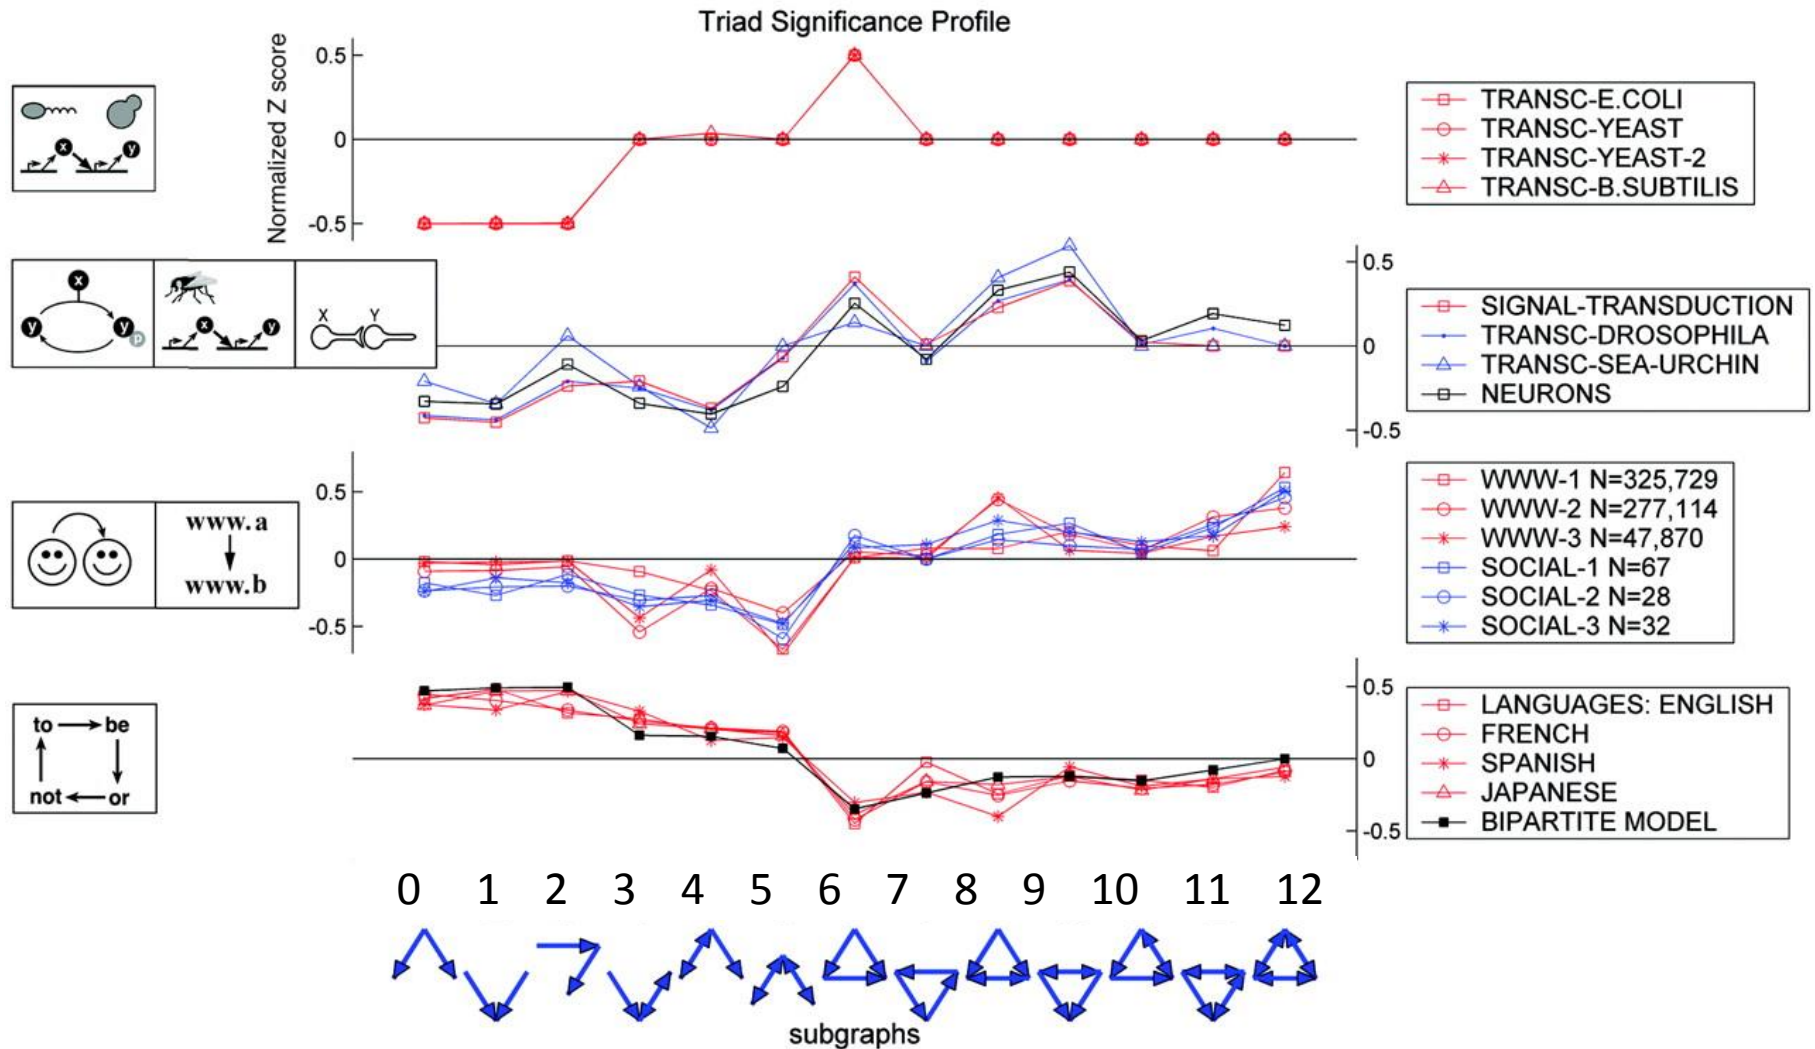 Triad Significance Profile
Normalized Z score
0.5
0
-0.5
x
y
TRANSC-E.COLI
TRANSC-YEAST
TRANSC-YEAST-2
TRANSC-B.SUBTILIS
x
y
y
p
x
y
X
Y
0.5
0
-0.5
SIGNAL-TRANSDUCTION
TRANSC-DROSOPHILA
TRANSC-SEA-URCHIN
NEURONS
www.a
www.b
0.5
0
-0.5
WWW-1 N=325,729
WWW-2 N=277,114
WWW-3 N=47,870
SOCIAL-1 N=67
SOCIAL-2 N=28
SOCIAL-3 N=32
to be
not or
0.5
0
-0.5
LANGUAGES: ENGLISH
FRENCH
SPANISH
JAPANESE
BIPARTITE MODEL
0 1 2 3 4 5 6 7 8 9 10 11 12
subgraphs